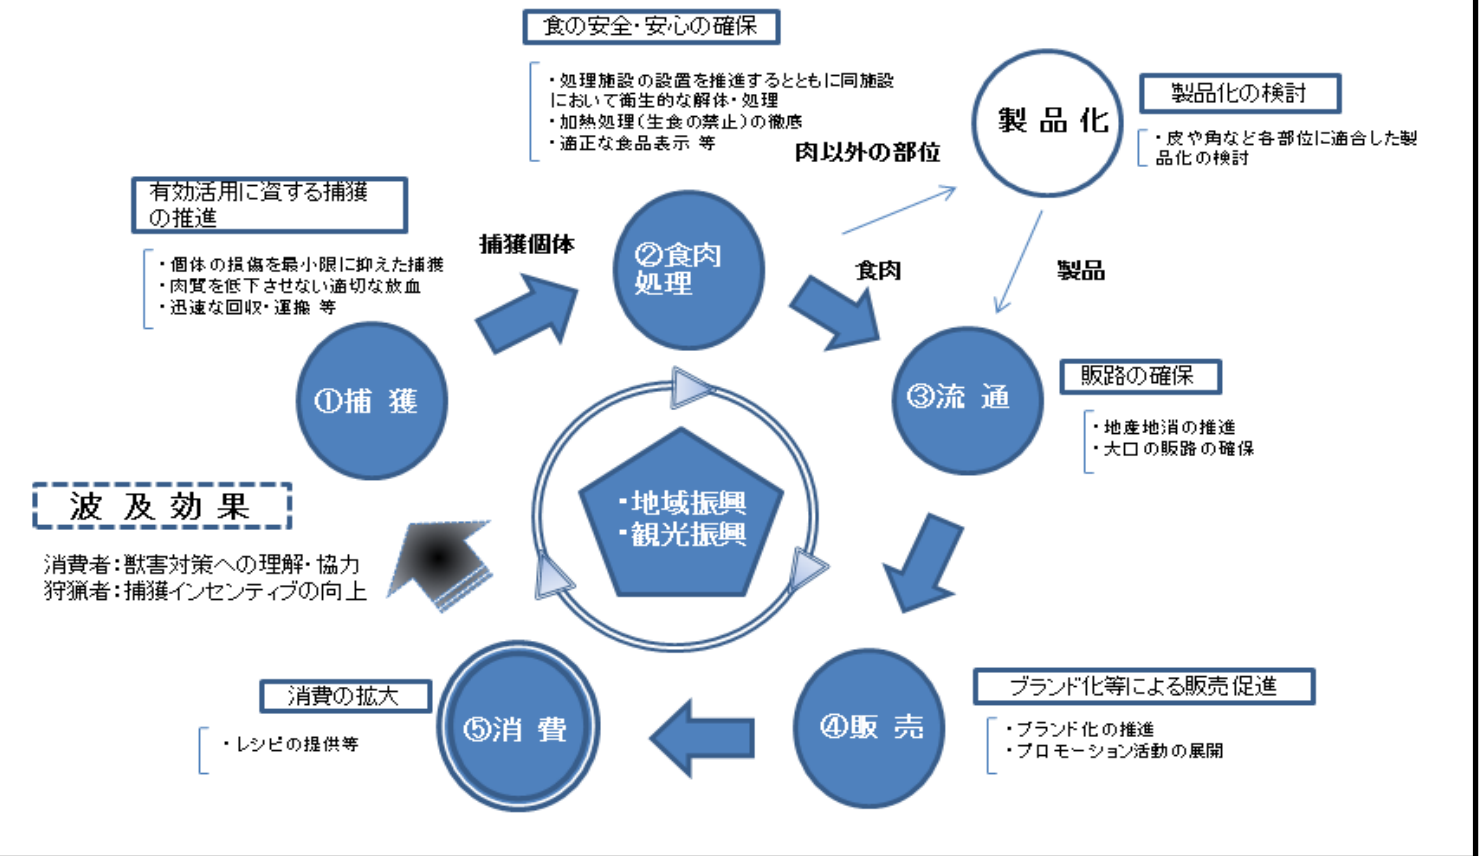 食の安全・安心の確保
・処理施設の設置を推進するとともに同施設
において衛生的な解体・処理
・加熱処理(生食の禁止)の徹底
・適正な食品表示 等
製 品 化
製品化の検討
・皮や角など各部位に適合した製
品化の検討
肉以外の部位
有効活用に資する捕獲
の推進
・個体の損傷を最小限に抑えた捕獲
・肉質を低下させない適切な放血
・迅速な回収・運搬 等
捕獲個体
②食肉
処理
食肉
製品
①捕 獲
③流 通
販路の確保
・地産地消の推進
・大口の販路の確保
波 及 効 果
消費者:獣害対策への理解・協力
狩猟者:捕獲インセンティブの向上
・地域振興
・観光振興
消費の拡大
・レシピの提供等
⑤消 費
④販 売
ブランド化等による販売促進
・ブランド化の推進
・プロモーション活動の展開